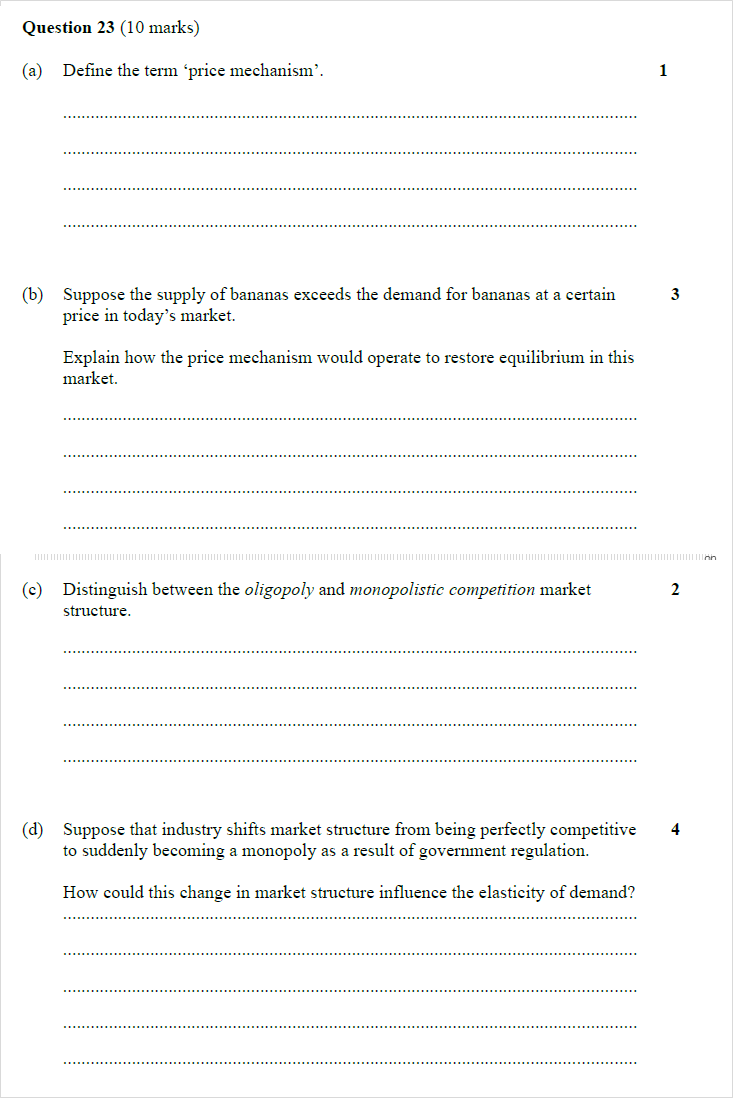 Question 23 (10 marks)
(a) Define the term ‘price mechanism’. 1
(b) Suppose the supply of bananas exceeds the demand for bananas at a certain 3
price in today’s market.
Explain how the price mechanism would operate to restore equilibrium in this
market.
(c) Distinguish between the oligopoly and monopolistic competition market 2
structure.
(d) Suppose that industry shifts market structure from being perfectly competitive 4
to suddenly becoming a monopoly as a result of government regulation.
How could this change in market structure influence the elasticity of demand?